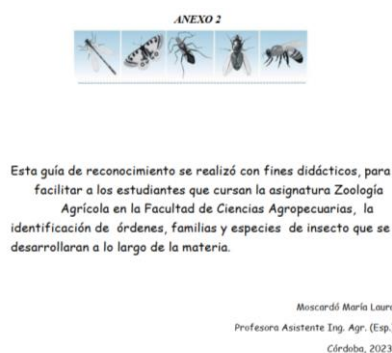 ANEXO 2
Esta guía de reconocimiento se realizó con fines didácticos, para
facilitar a los estudiantes que cursan la asignatura Zoología
Agrícola en la Facultad de Ciencias Agropecuarias, la
identificación de órdenes, familias y especies de insecto que se
desarrollaran a lo largo de la materia.
Moscardó María Laura
Profesora Asistente Ing. Agr. (Esp.
Córdoba, 2023